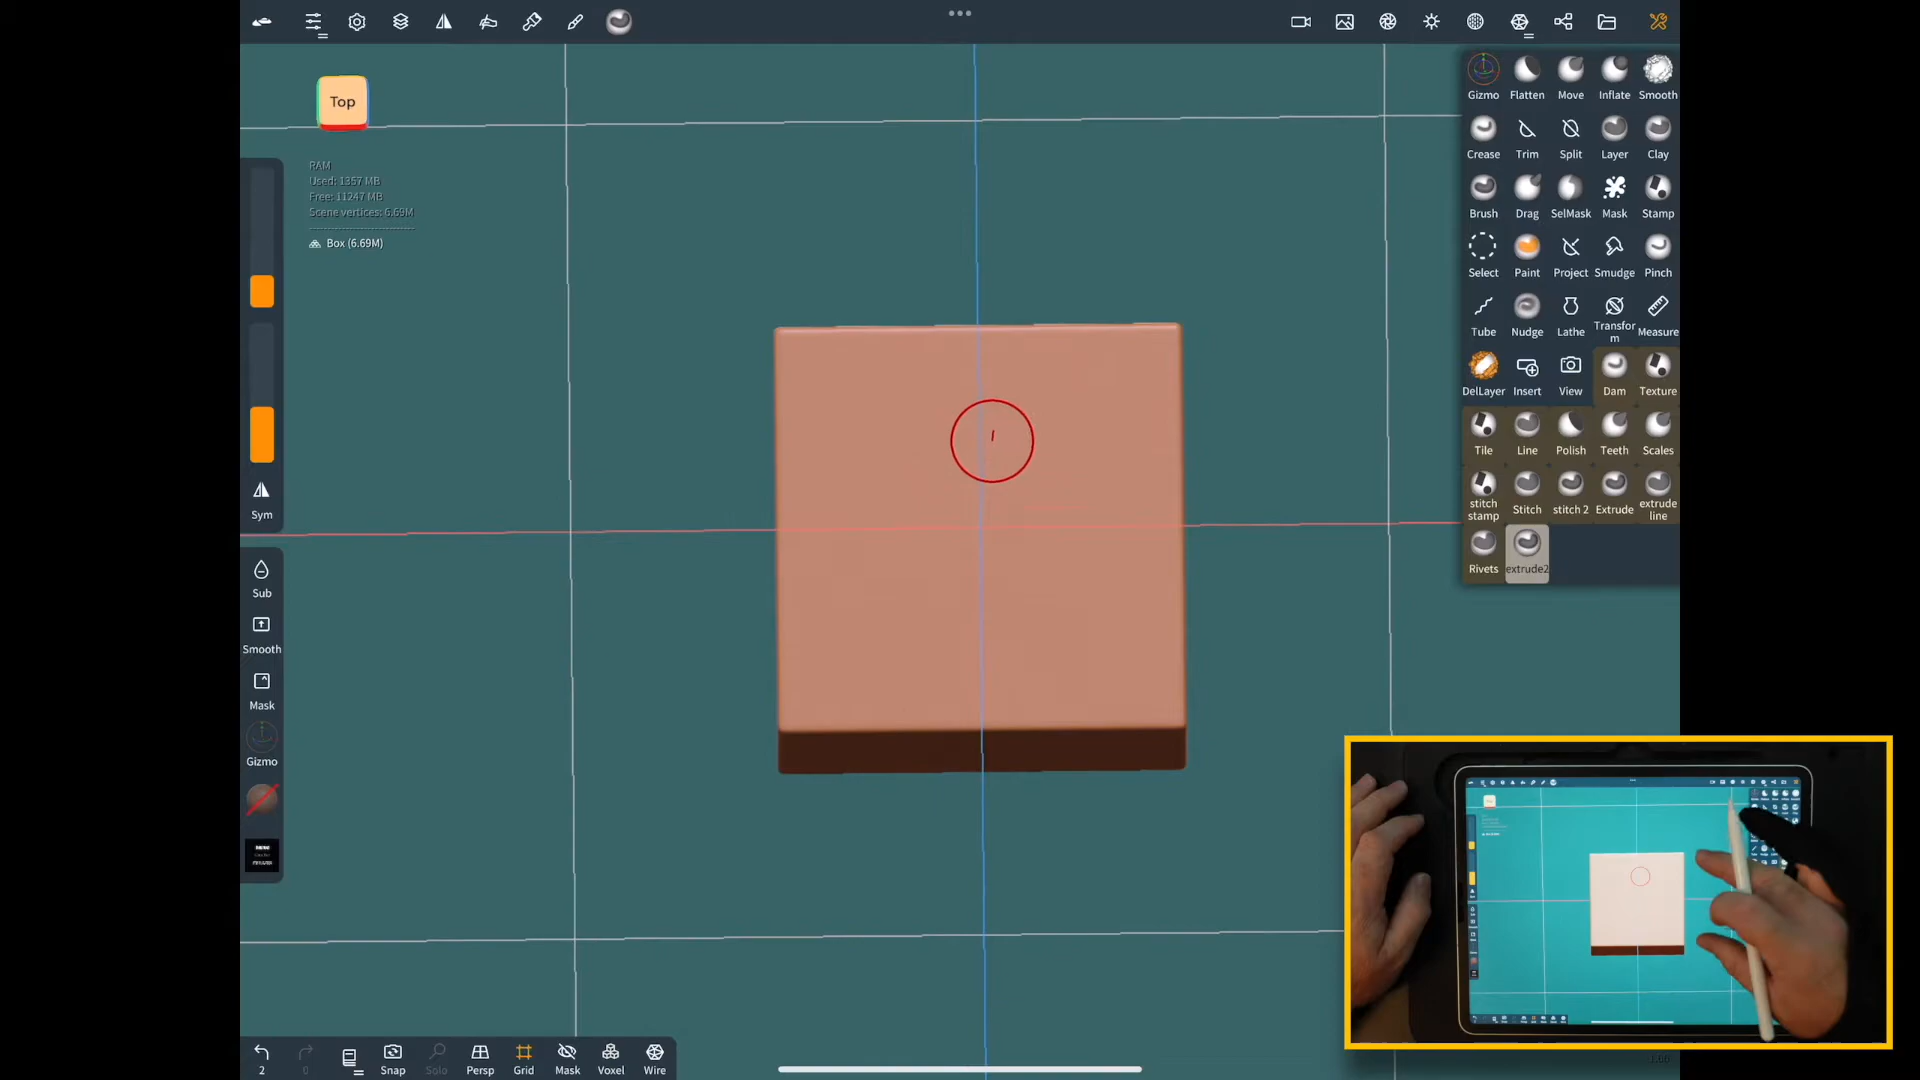 Top
RAM
Used: 1357 MB
Free: 11247 MB
Scene vertices: 6.69M
Box (6.69M)
Sym
Sub
Smooth
Mask
Gizmo
Gizmo Flatten Move Inflate Smooth
Crease Trim Split Layer Clay
Brush Drag SelMask Mask Stamp
Select Paint Project Smudge Pinch
Tube Nudge Lathe Transfor
m Measure
DelLayer Insert View Dam Texture
Tile Line Polish Teeth Scales
stitch
stamp Stitch stitch 2 Extrude extrude
line
Rivets extrude2
2 0 Snap Solo Persp Grid Mask Voxel Wire